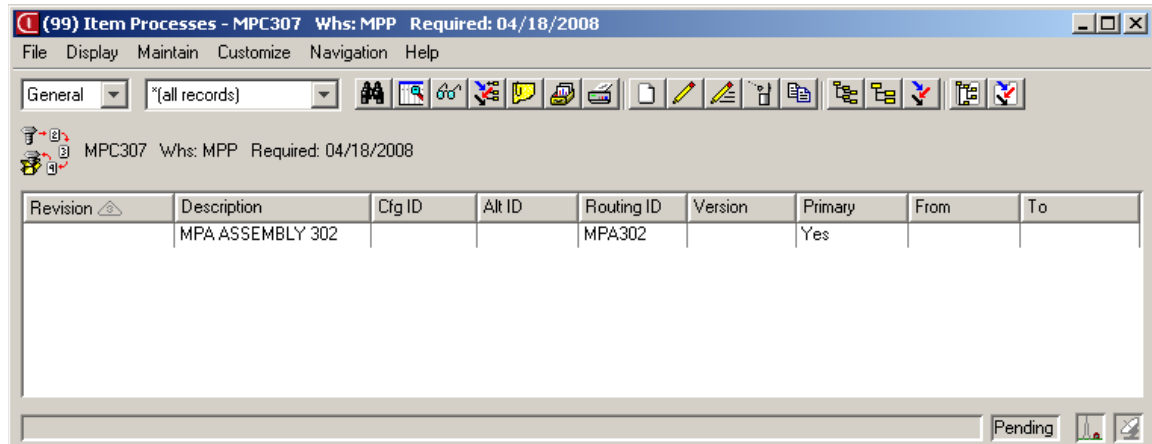 (99) Item Processes - MPC307 Whs: MPP Required: 04/18/2008
File Display Maintain Customize Navigation Help
General *(all records)
MPC307 Whs: MPP Required: 04/18/2008
Revision Description Cfg ID Alt ID Routing ID Version Primary From To
MPA ASSEMBLY 302 MPA302 Yes
Pending